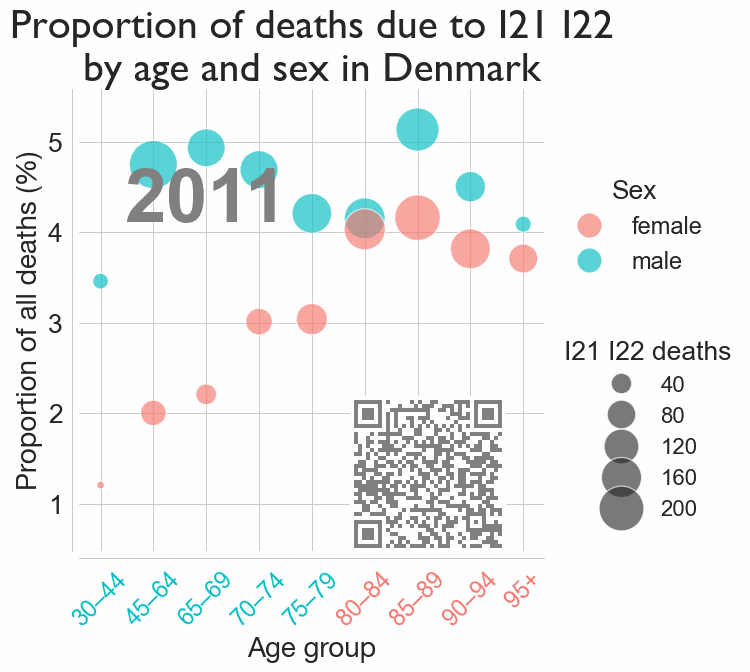 Proportion of deaths due to I21 I22
by age and sex in Denmark
Proportion of all deaths (%)
5
4
3
2
1
2011
30–44
45–64
65–69
70–74
75–79
80–84
85–89
90–94
95+
Age group
Sex
female
male
I21 I22 deaths
40
80
120
160
200